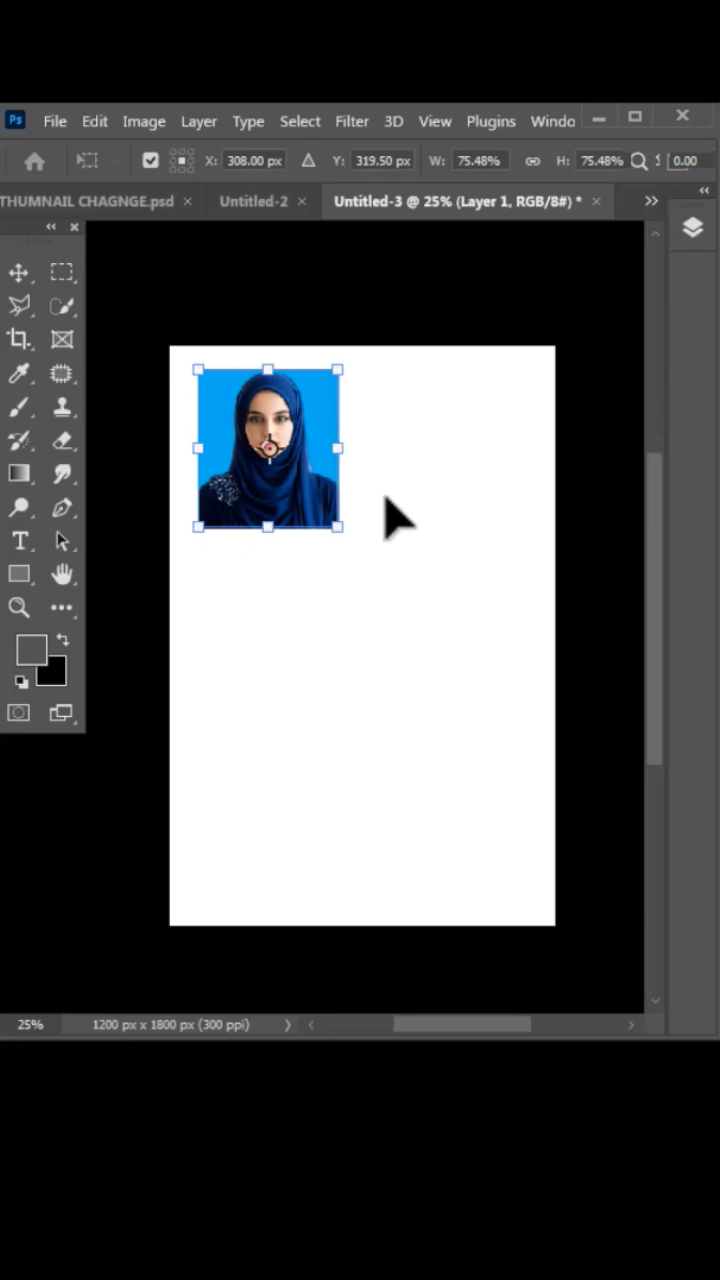 Ps File Edit Image Layer Type Select Filter 3D View Plugins Windo
X: 308.00 px Y: 319.50 px W: 75.48% H: 75.48% 0.00
THUMNAIL CHAGNGE.psd × Untitled-2 × Untitled-3 @ 25% (Layer 1, RGB/8#) * ×
25% 1200 px x 1800 px (300 ppi)